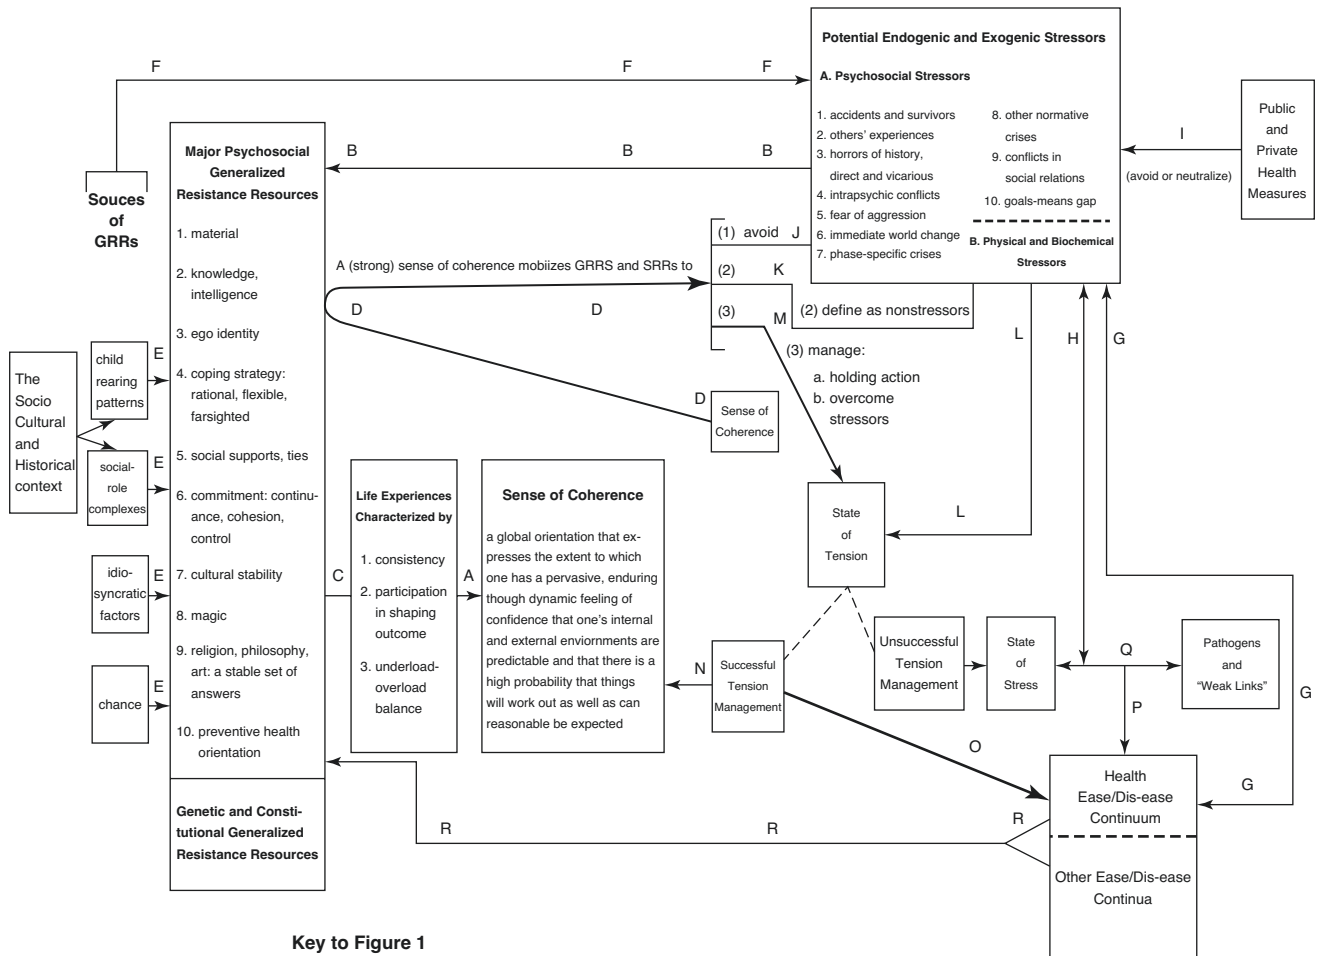 Potential Endogenic and Exogenic Stressors
A. Psychosocial Stressors
1. accidents and survivors
2. others' experiences
3. horrors of history,
direct and vicarious
4. intrapsychic conflicts
5. fear of aggression
6. immediate world change
7. phase-specific crises
8. other normative
crises
9. conflicts in
social relations
10. goals-means gap
B. Physical and Biochemical
Stressors
Public
and
Private
Health
Measures
I
(avoid or neutralize)
F
F
F
B
B
B
Souces
of
GRRs
Major Psychosocial
Generalized
Resistance Resources
1. material
2. knowledge,
intelligence
3. ego identity
4. coping strategy:
rational, flexible,
farsighted
5. social supports, ties
6. commitment: continu-
ance, cohesion,
control
7. cultural stability
8. magic
9. religion, philosophy,
art: a stable set of
answers
10. preventive health
orientation
Genetic and Consti-
tutional Generalized
Resistance Resources
The
Socio
Cultural
and
Historical
context
child
rearing
patterns
E
social-
role
complexes
E
idio-
syncratic
factors
E
chance
E
A (strong) sense of coherence mobiizes GRRS and SRRs to
D
D
D
(1) avoid J
(2) K
(3) M
(2) define as nonstressors
(3) manage:
a. holding action
b. overcome
stressors
Sense of
Coherence
L
H
G
C
Life Experiences
Characterized by
1. consistency
2. participation
in shaping
outcome
3. underload-
overload
balance
A
Sense of Coherence
a global orientation that ex-
presses the extent to which
one has a pervasive, enduring
though dynamic feeling of
confidence that one's internal
and external enviornments are
predictable and that there is a
high probability that things
will work out as well as can
reasonable be expected
State
of
Tension
L
N
Successful
Tension
Management
Unsuccessful
Tension
Management
State
of
Stress
Q
Pathogens
and
"Weak Links"
P
G
O
G
Health
Ease/Dis-ease
Continuum
Other Ease/Dis-ease
Continua
R
R
R
Key to Figure 1